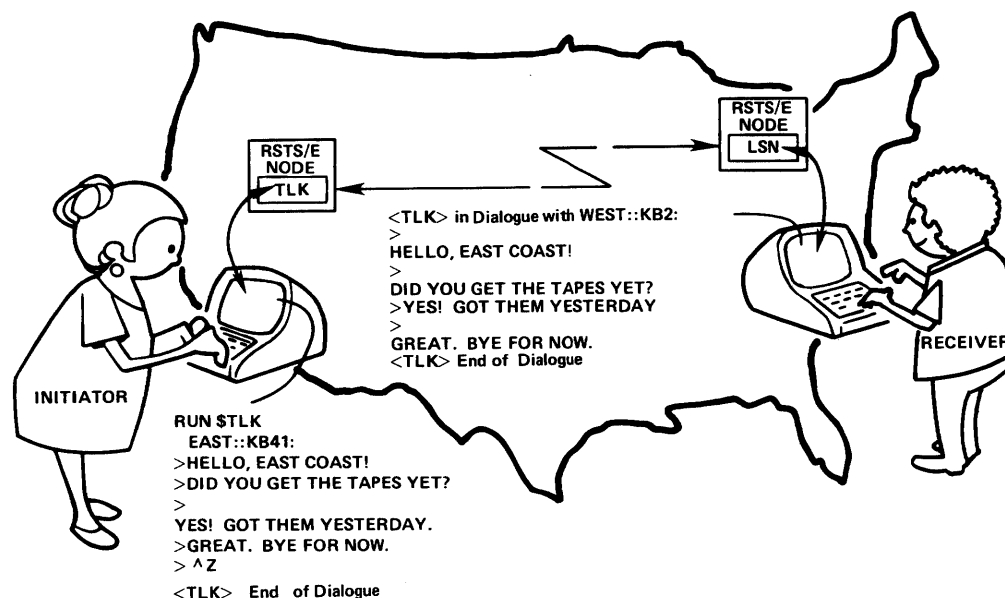 RSTS/E
NODE
TLK
RSTS/E
NODE
LSN
<TLK> in Dialogue with WEST::KB2:
>
HELLO, EAST COAST!
>
DID YOU GET THE TAPES YET?
>YES! GOT THEM YESTERDAY
>
GREAT. BYE FOR NOW.
<TLK> End of Dialogue
INITIATOR
RECEIVER
RUN $TLK
EAST::KB41:
>HELLO, EAST COAST!
>DID YOU GET THE TAPES YET?
>
YES! GOT THEM YESTERDAY.
>GREAT. BYE FOR NOW.
> ^Z
<TLK> End of Dialogue